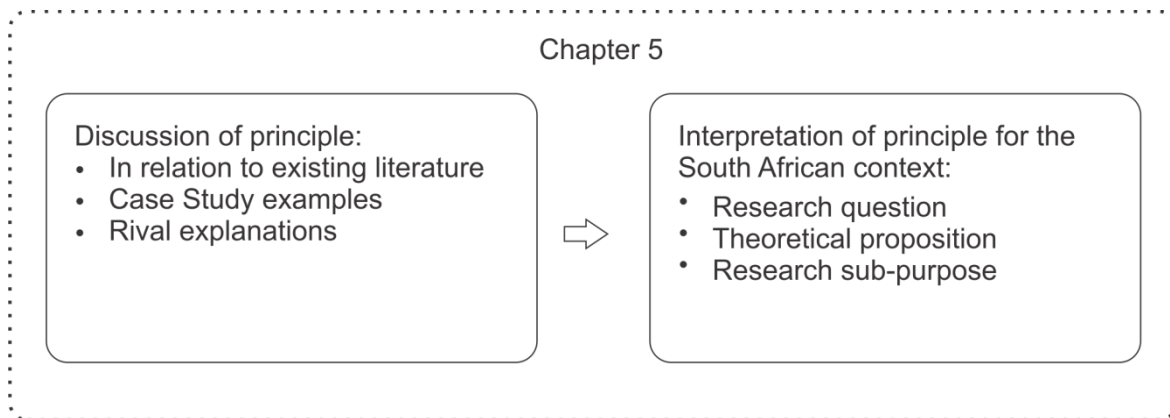 Chapter 5
Discussion of principle:
• In relation to existing literature
• Case Study examples
• Rival explanations
Interpretation of principle for the
South African context:
• Research question
• Theoretical proposition
• Research sub-purpose